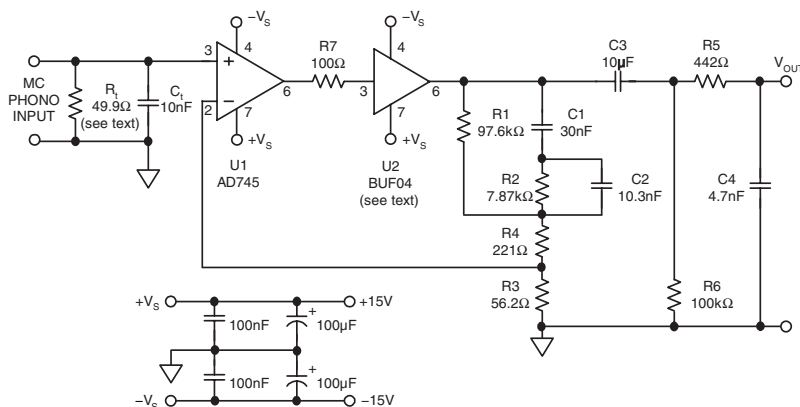 −VS
−VS
C3
10µF
R5
442Ω
VOUT
MC
PHONO
INPUT
Rt
49.9Ω
(see text)
Ct
10nF
3
4
+
−
2
7
6
R7
100Ω
3
4
7
6
R1
97.6kΩ
C1
30nF
+VS
+VS
U1
AD745
U2
BUF04
(see text)
R2
7.87kΩ
C2
10.3nF
C4
4.7nF
R4
221Ω
R3
56.2Ω
R6
100kΩ
+VS
+15V
100nF
+
100µF
100nF
+
100µF
−VS
−15V